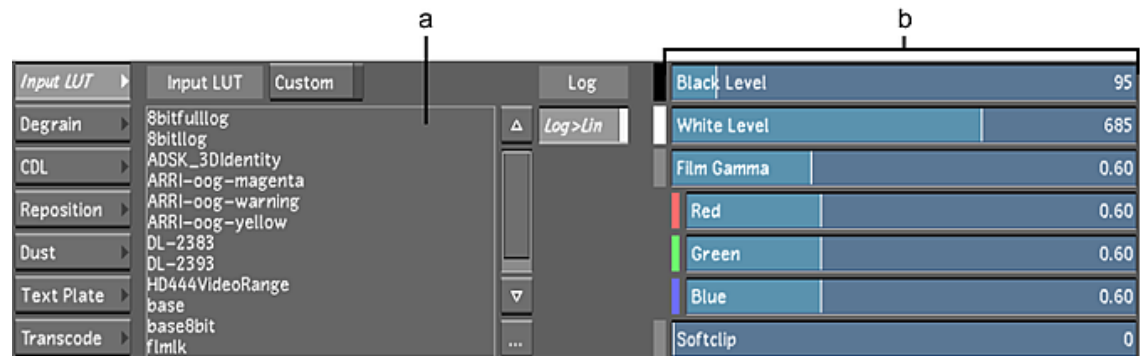 a
b
Input LUT
Degrain
CDL
Reposition
Dust
Text Plate
Transcode
Input LUT Custom
8bitfulllog
8bitllog
ADSK_3DIdentity
ARRI-oog-magenta
ARRI-oog-warning
ARRI-oog-yellow
DL-2383
DL-2393
HD444VideoRange
base
base8bit
flmlk
...
Log
Log>Lin
Black Level 95
White Level 685
Film Gamma 0.60
Red 0.60
Green 0.60
Blue 0.60
Softclip 0